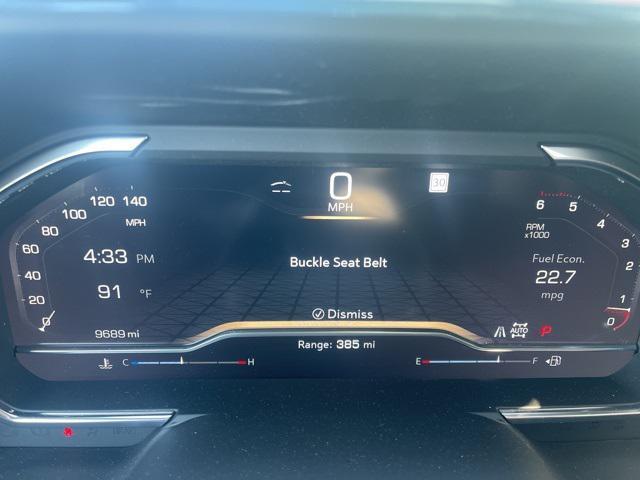 30
0
MPH
120 140
100
80
60
40
20
0
MPH
4:33 PM
91 °F
9689 mi
Buckle Seat Belt
Dismiss
6 5 4 3 2 1 0
RPM
x1000
Fuel Econ.
22.7
mpg
AUTO P
Range: 385 mi
C H
E F